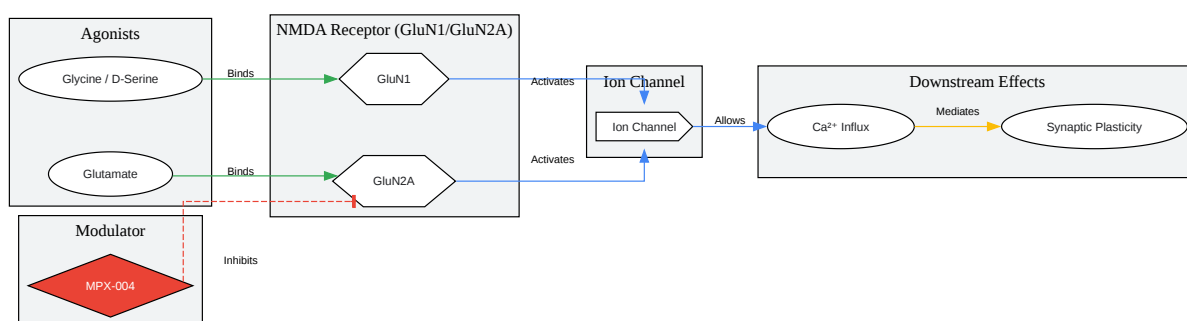 Agonists
Glycine / D-Serine
Glutamate
Binds
Binds
Modulator
MPX-004
Inhibits
NMDA Receptor (GluN1/GluN2A)
GluN1
GluN2A
Activates
Activates
Ion Channel
Ion Channel
Allows
Downstream Effects
Ca²⁺ Influx
Mediates
Synaptic Plasticity